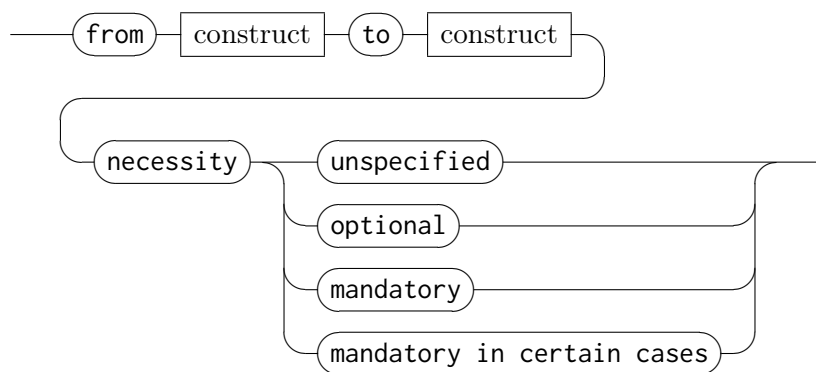 from construct to construct
necessity unspecified
optional
mandatory
mandatory in certain cases